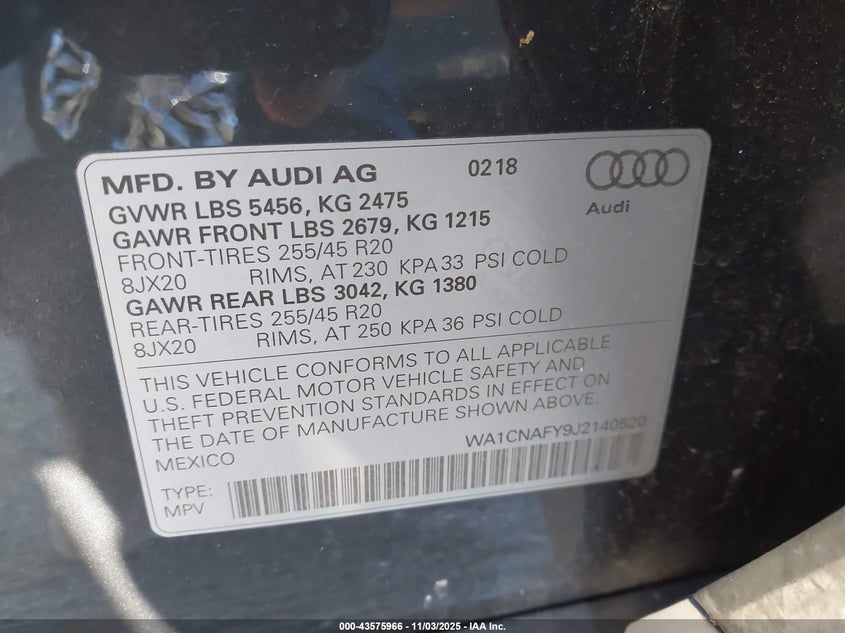 MFD. BY AUDI AG 0218
Audi
GVWR LBS 5456, KG 2475
GAWR FRONT LBS 2679, KG 1215
FRONT-TIRES 255/45 R20
8JX20 RIMS, AT 230 KPA 33 PSI COLD
GAWR REAR LBS 3042, KG 1380
REAR-TIRES 255/45 R20
8JX20 RIMS, AT 250 KPA 36 PSI COLD
THIS VEHICLE CONFORMS TO ALL APPLICABLE
U.S. FEDERAL MOTOR VEHICLE SAFETY AND
THEFT PREVENTION STANDARDS IN EFFECT ON
THE DATE OF MANUFACTURE SHOWN ABOVE.
MEXICO WA1CNAFY9J2140520
TYPE:
MPV
000-43575966 - 11/03/2025 - IAA Inc.